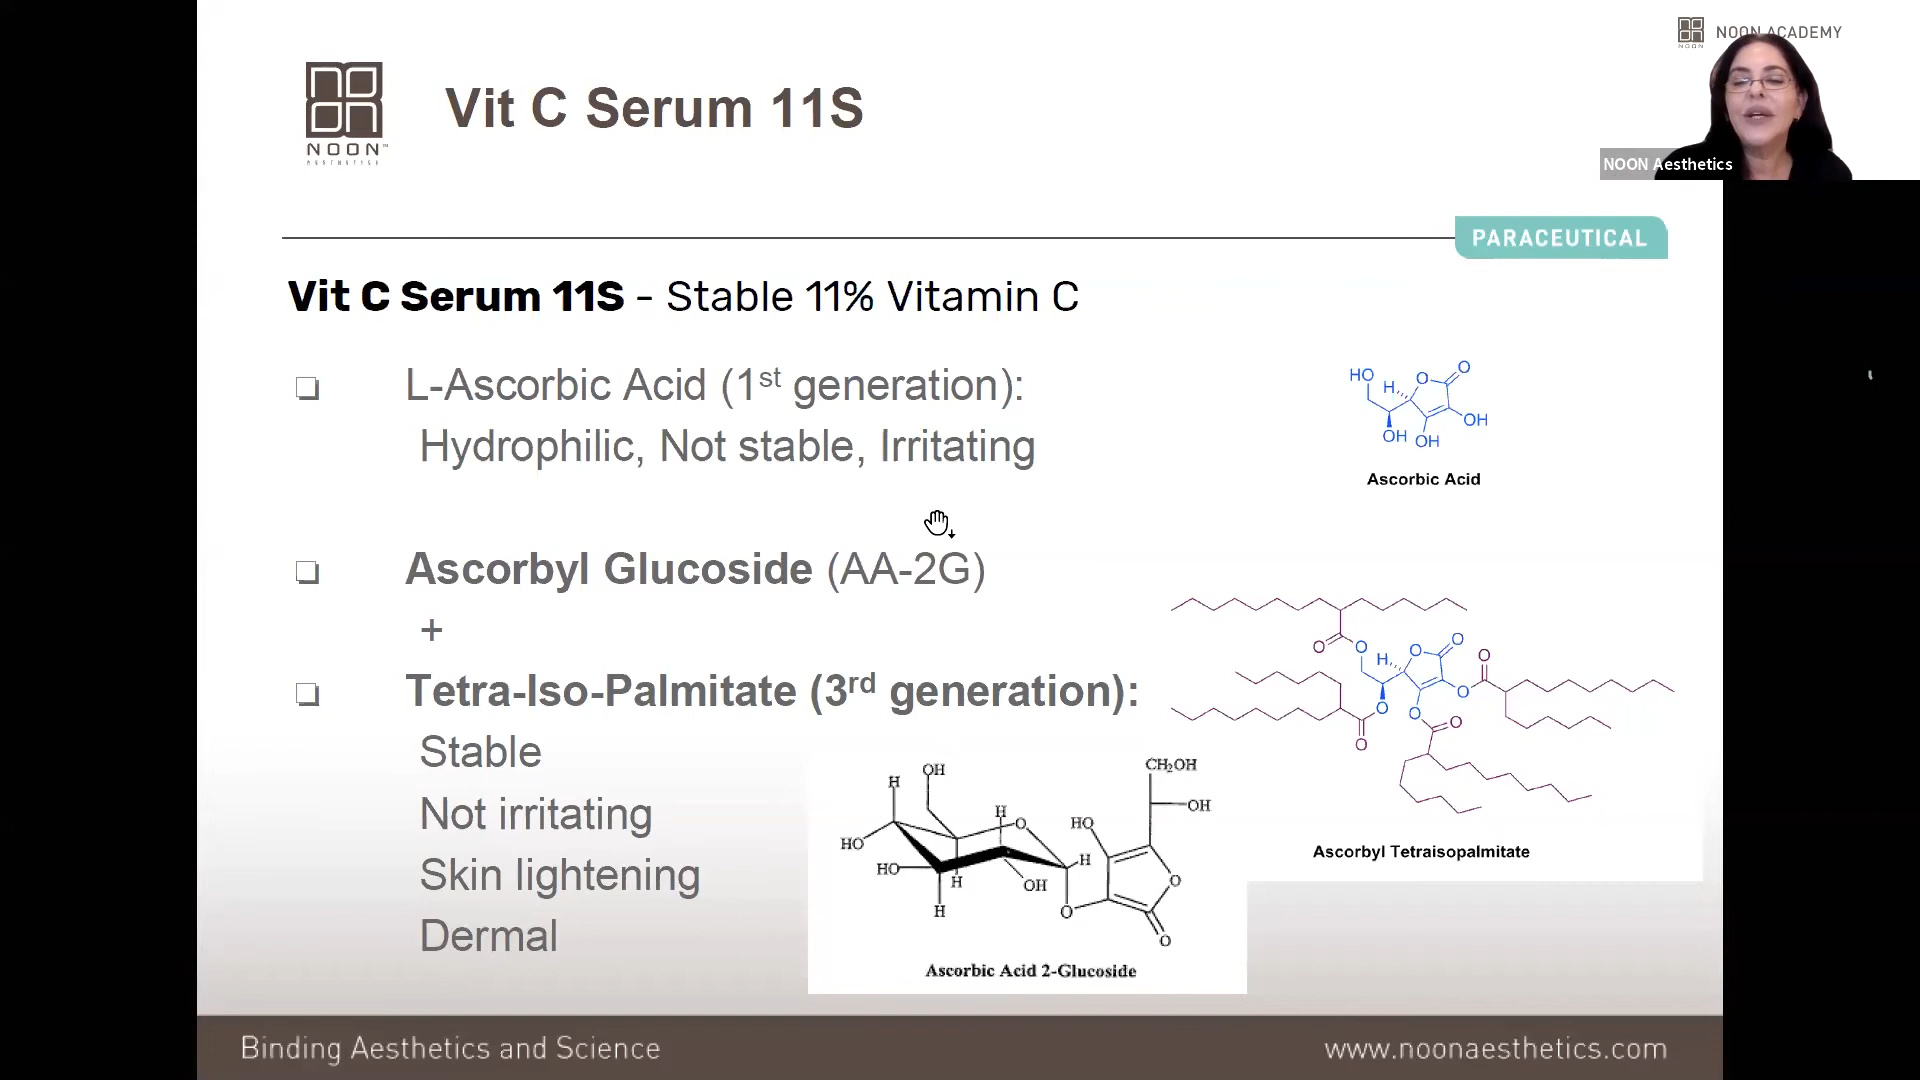 NOON ACADEMY
NOON
NOON Aesthetics
NOON™
AESTHETICS
Vit C Serum 11S
PARACEUTICAL
Vit C Serum 11S - Stable 11% Vitamin C
L-Ascorbic Acid (1st generation):
Hydrophilic, Not stable, Irritating
HO
H
O
O
OH
OH
OH
Ascorbic Acid
Ascorbyl Glucoside (AA-2G)
+
Tetra-Iso-Palmitate (3rd generation):
Stable
Not irritating
Skin lightening
Dermal
O
O
H
O
O
O
O
O
O
O
O
Ascorbyl Tetraisopalmitate
OH
H
HO
HO
H
H
H
O
OH
H
O
HO
CH₂OH
OH
O
O
Ascorbic Acid 2-Glucoside
Binding Aesthetics and Science
www.noonaesthetics.com